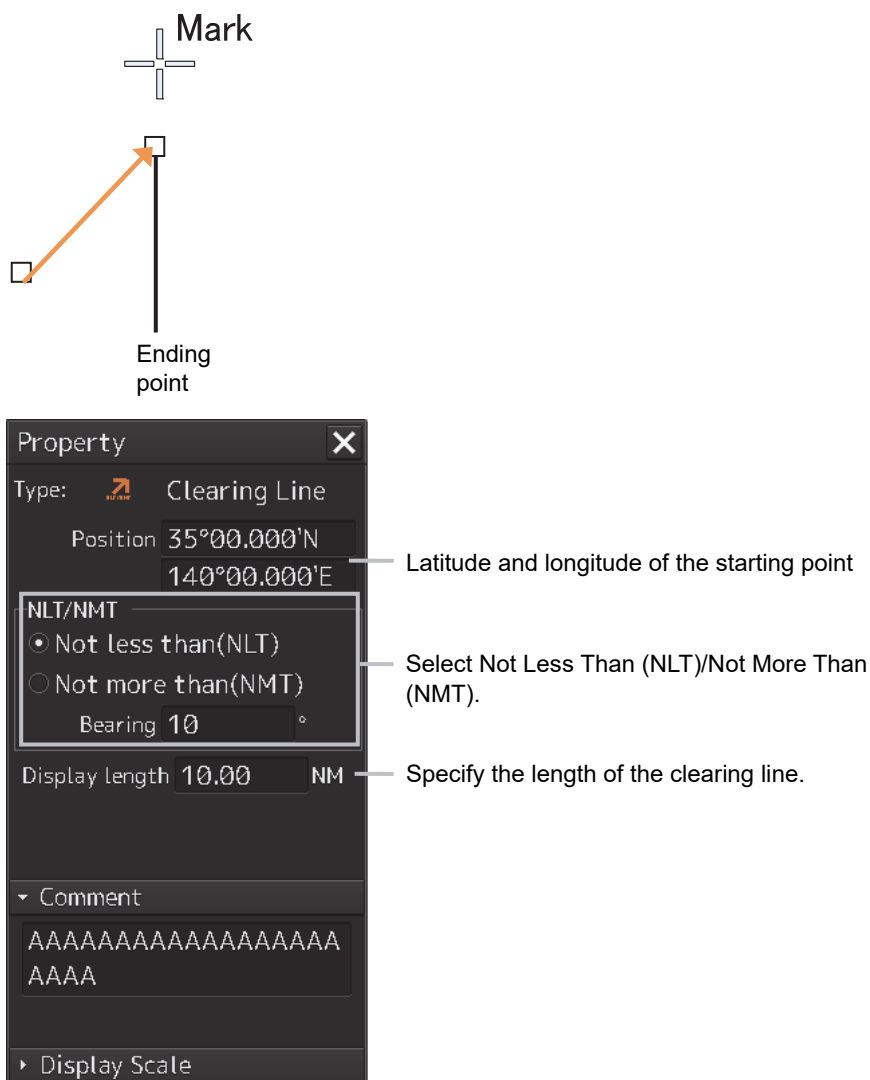 Mark
Ending
point
Property
Type: NLT/NMT Clearing Line
Position 35°00.000'N
140°00.000'E
Latitude and longitude of the starting point
NLT/NMT
Not less than(NLT)
Not more than(NMT)
Bearing 10 °
Select Not Less Than (NLT)/Not More Than
(NMT).
Display length 10.00 NM
Specify the length of the clearing line.
Comment
AAAAAAAAAAAAAAAAAA
AAAA
Display Scale